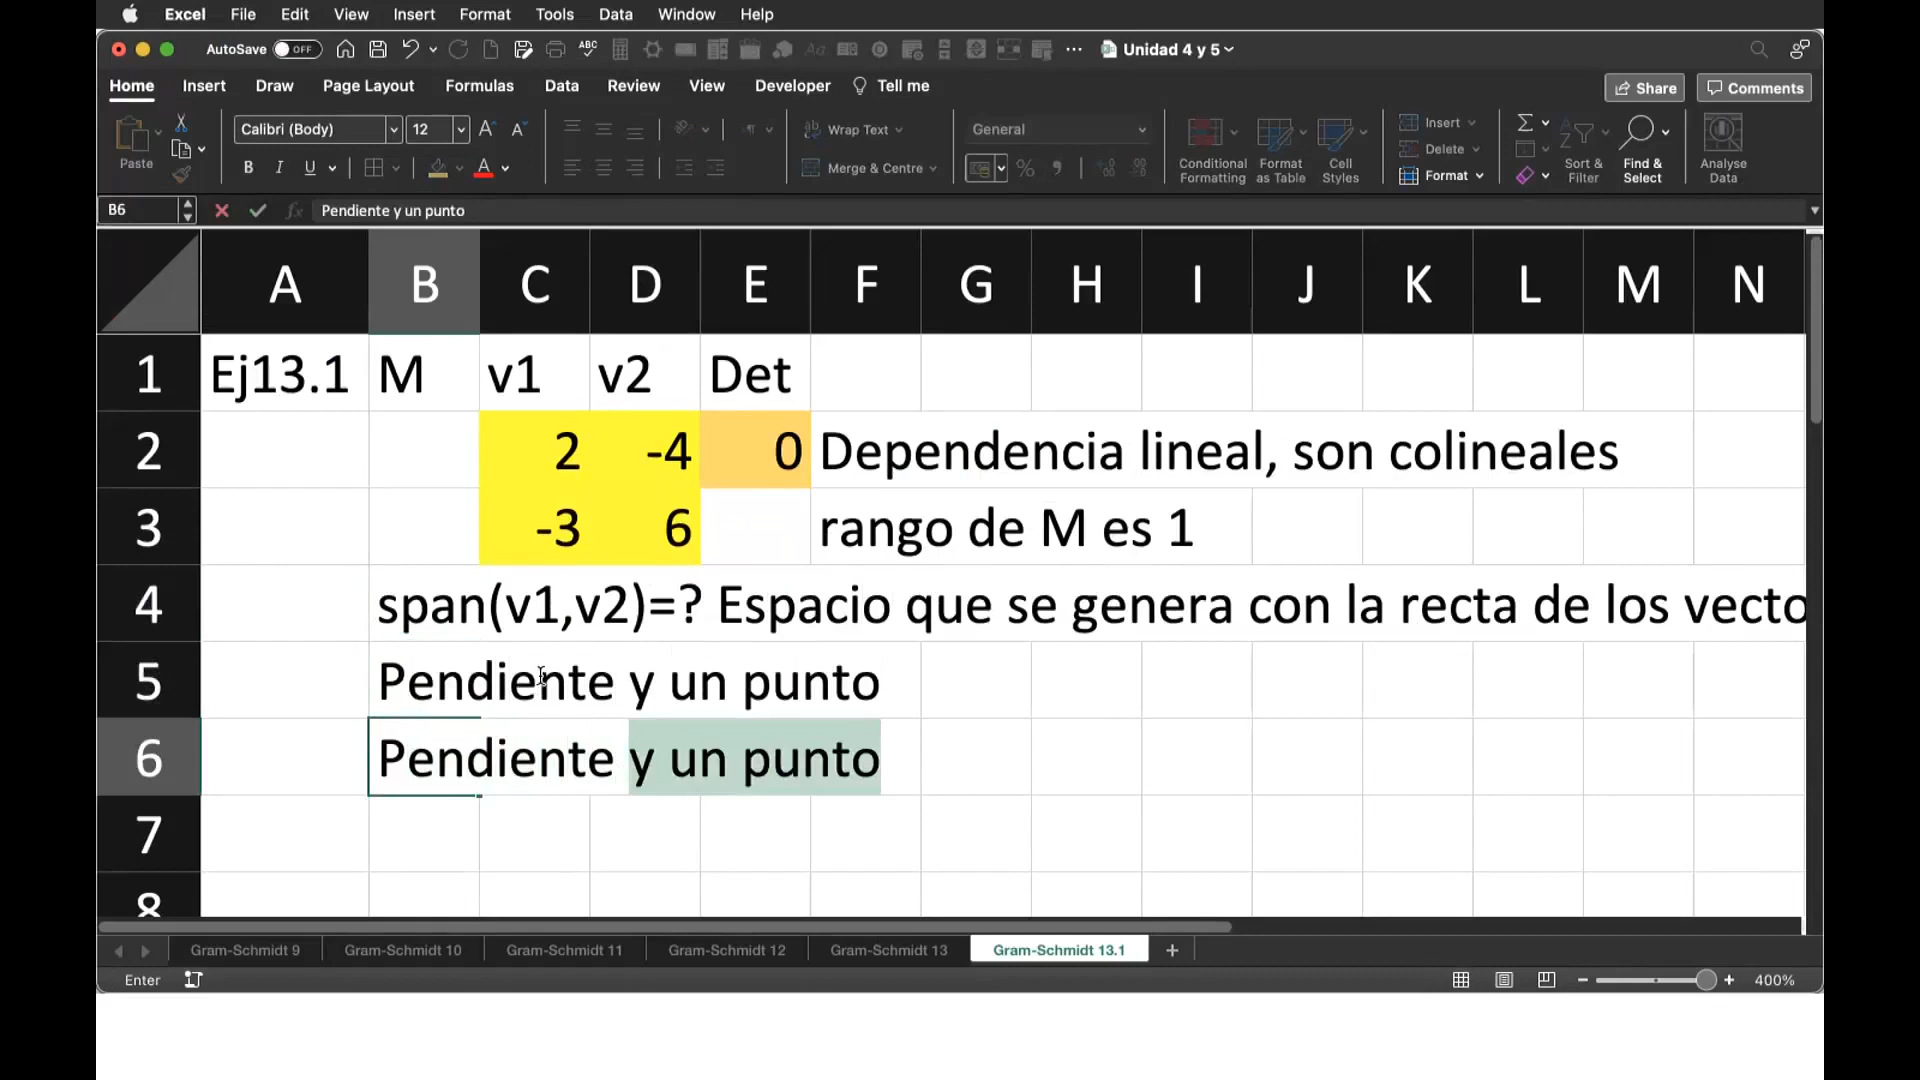 Excel File Edit View Insert Format Tools Data Window Help
AutoSave OFF ABC Aa ... Unidad 4 y 5
Home Insert Draw Page Layout Formulas Data Review View Developer Tell me Share Comments
Paste Calibri (Body) 12 A A B I U A Wrap Text Merge & Centre General % Conditional Formatting Format as Table Cell Styles Insert Delete Format Sort & Filter Find & Select Analyse Data
B6 fx Pendiente y un punto
A B C D E F G H I J K L M N
1 Ej13.1 M v1 v2 Det
2 2 -4 0 Dependencia lineal, son colineales
3 -3 6 rango de M es 1
4 span(v1,v2)=? Espacio que se genera con la recta de los vecto
5 Pendiente y un punto
6 Pendiente y un punto
7
8
Gram-Schmidt 9 Gram-Schmidt 10 Gram-Schmidt 11 Gram-Schmidt 12 Gram-Schmidt 13 Gram-Schmidt 13.1 +
Enter - + 400%